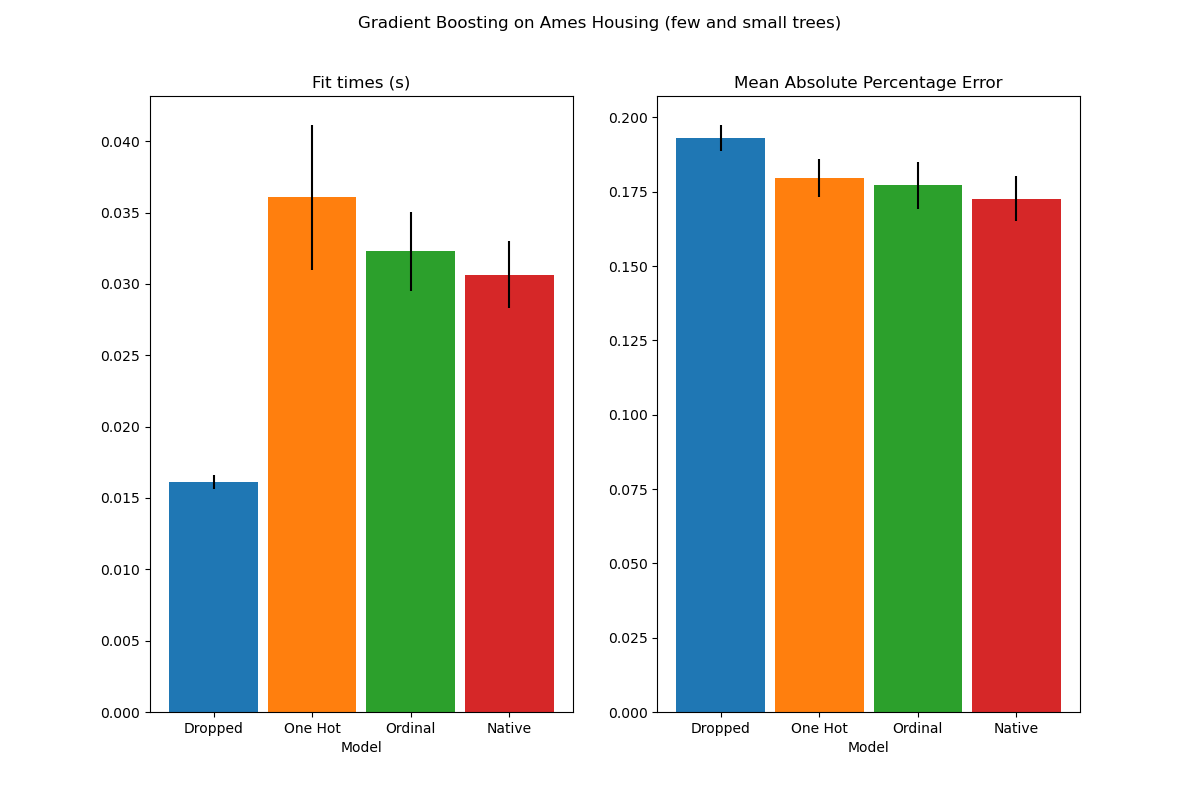 Gradient Boosting on Ames Housing (few and small trees)
Fit times (s)
0.040
0.035
0.030
0.025
0.020
0.015
0.010
0.005
0.000
Dropped One Hot Ordinal Native
Model
Mean Absolute Percentage Error
0.200
0.175
0.150
0.125
0.100
0.075
0.050
0.025
0.000
Dropped One Hot Ordinal Native
Model